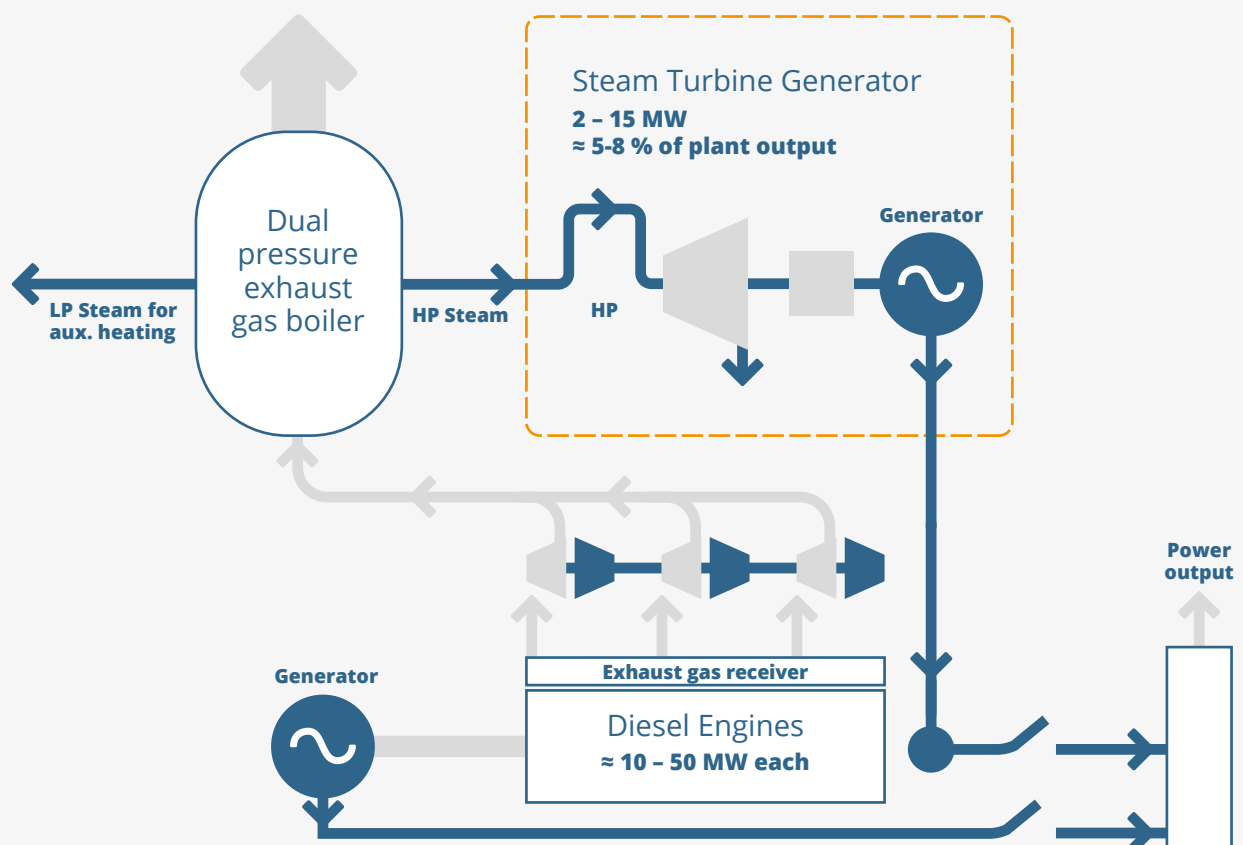 Steam Turbine Generator
2 – 15 MW
≈ 5-8 % of plant output
Generator
Dual
pressure
exhaust
gas boiler
LP Steam for
aux. heating
HP Steam
HP
Power
output
Exhaust gas receiver
Generator
Diesel Engines
≈ 10 – 50 MW each